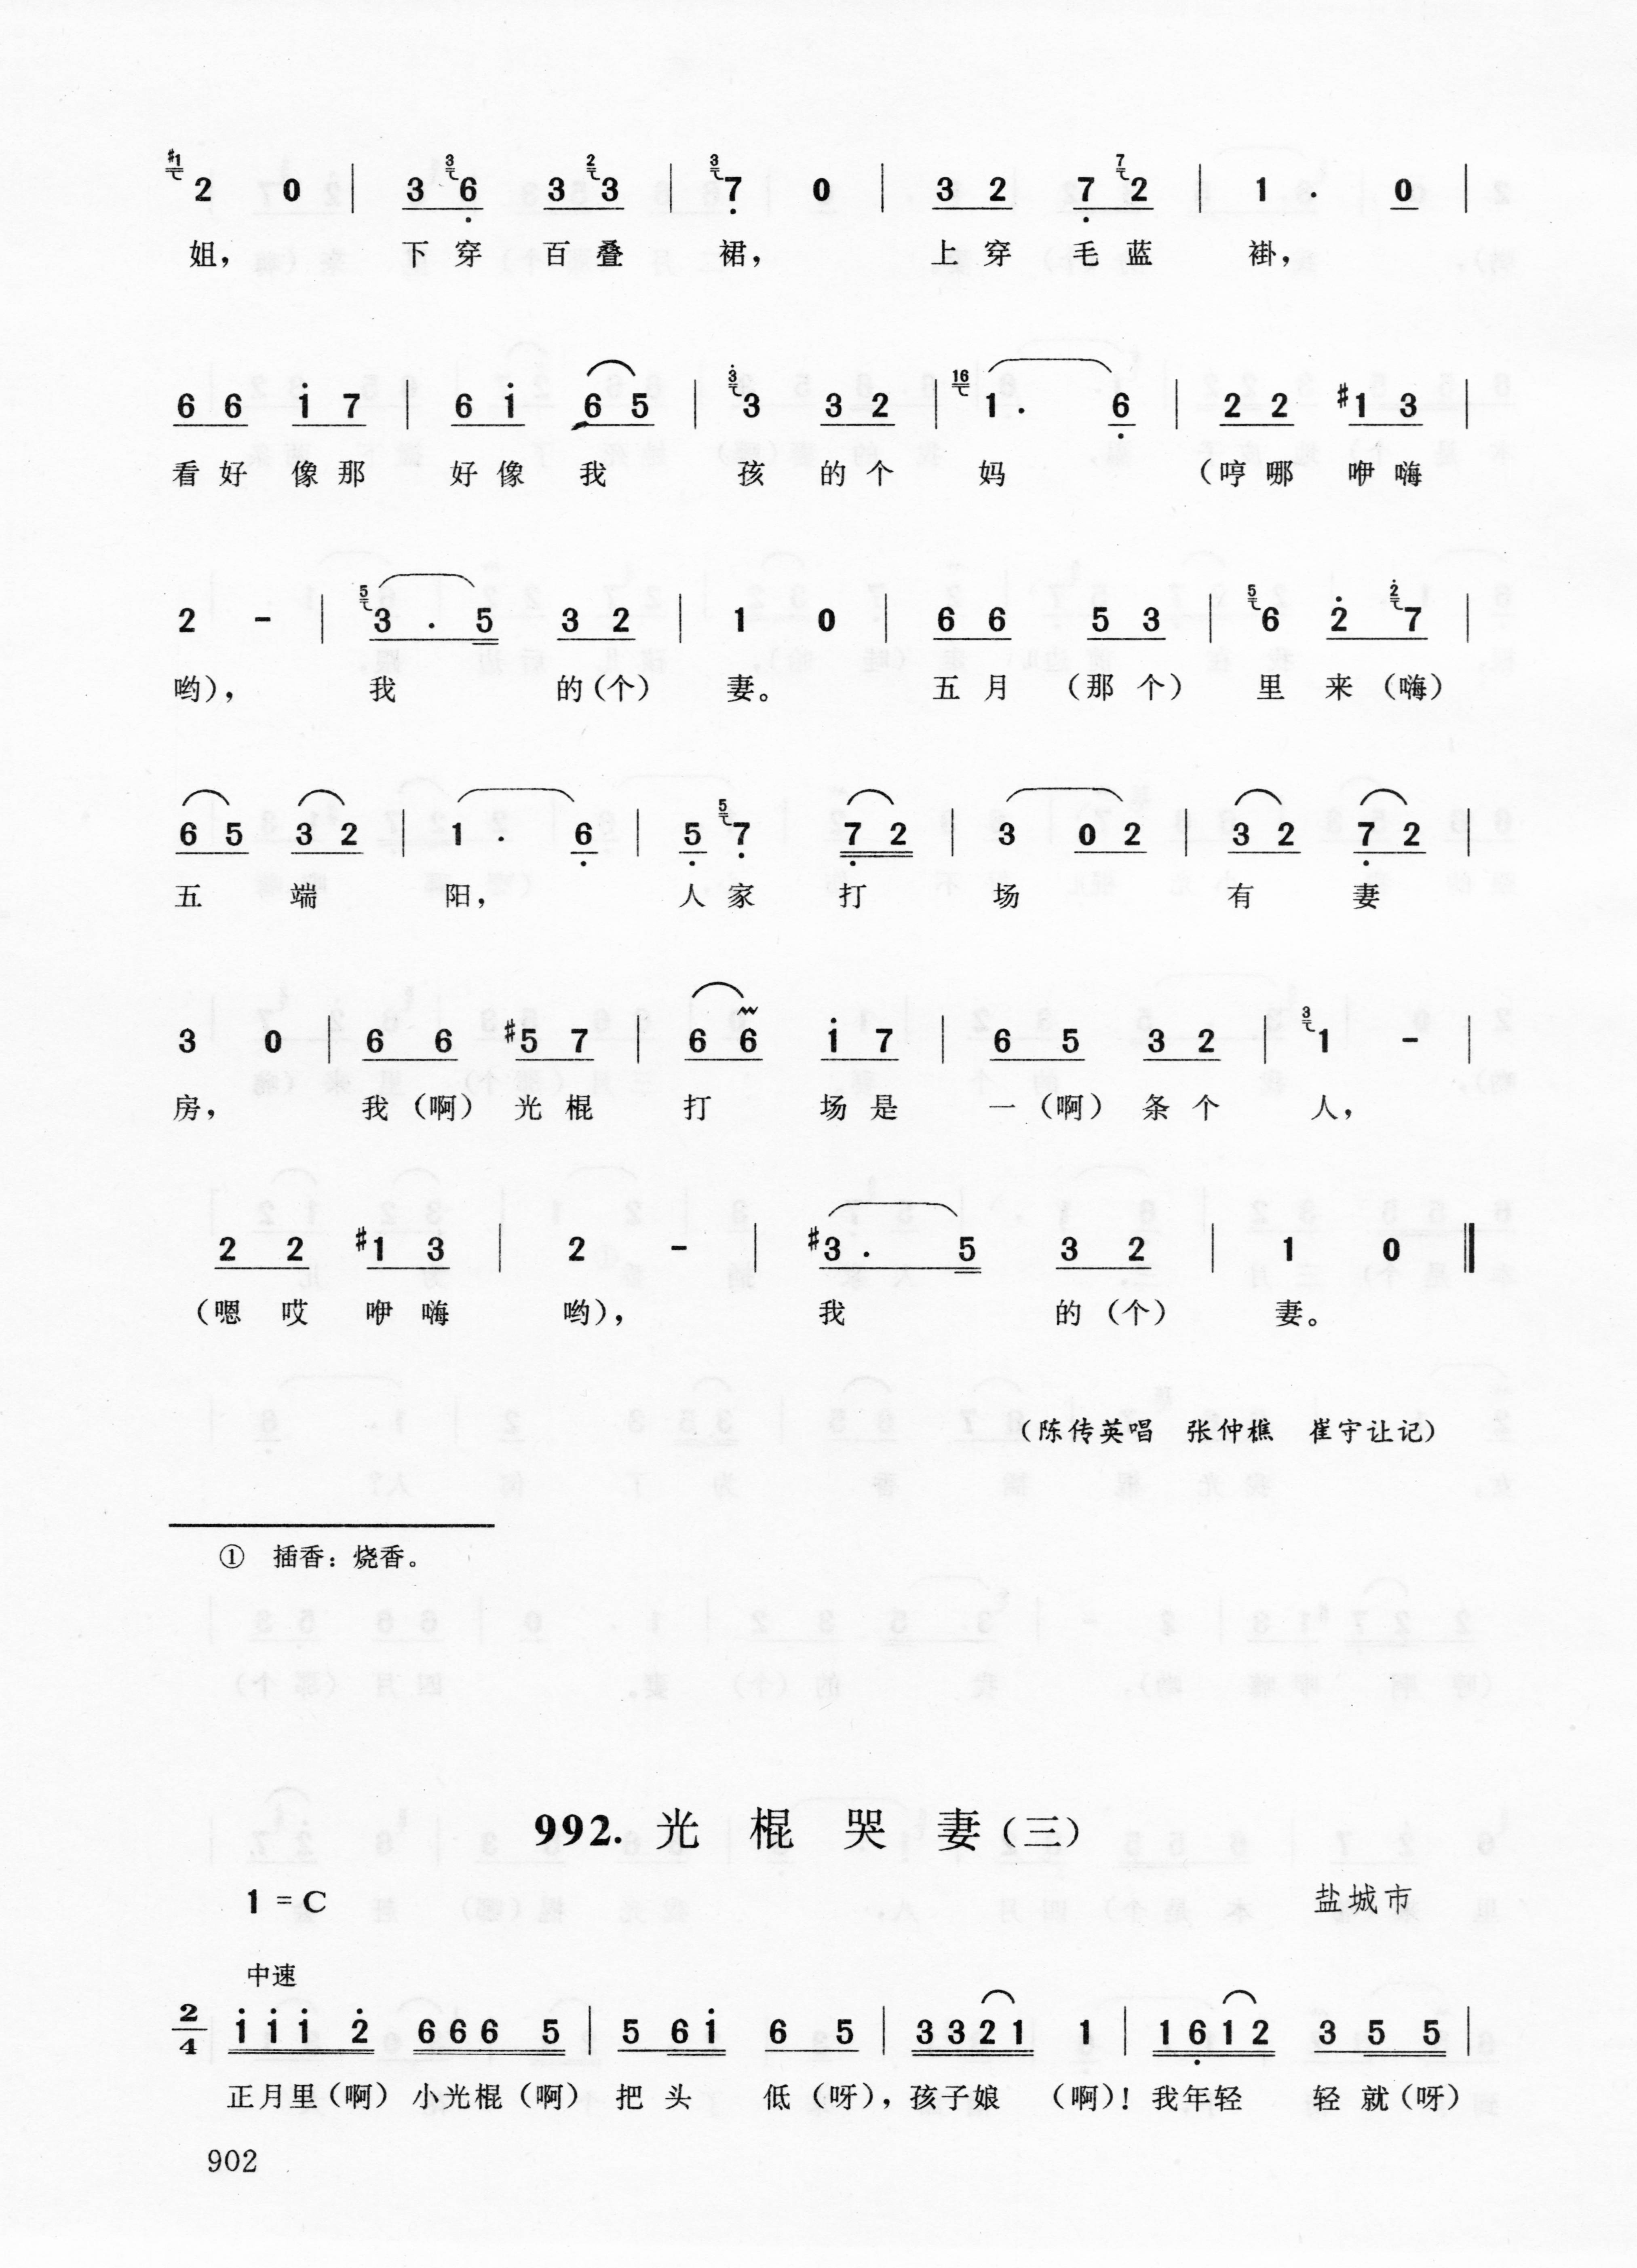 #1 2 0 | 3 3 6 3 2 3 | 3 7 0 | 3 2 7 7 2 | 1 · 0 |
姐， 下穿 百叠 裙， 上穿 毛蓝 褂，
6 6 i 7 | 6 i 6 5 | 3 3 3 2 | 16 1 · 6 | 2 2 #1 3 |
看好 像那 好像 我 孩 的个 妈 （哼哪 咿嗨
2 - | 5 3 · 5 3 2 | 1 0 | 6 6 5 3 | 5 6 2 2 7 |
哟）， 我 的（个） 妻。 五月 （那个） 里 来（嗨）
6 5 3 2 | 1 · 6 | 5 5 7 7 2 | 3 0 2 | 3 2 7 2 |
五 端 阳， 人家 打 场 有 妻
3 0 | 6 6 #5 7 | 6 6 i 7 | 6 5 3 2 | 3 1 - |
房， 我（啊）光棍 打 场是 一（啊）条个 人，
2 2 #1 3 | 2 - | #3 · 5 3 2 | 1 0 ‖
（嗯哎 咿嗨 哟）， 我 的（个） 妻。
（陈传英唱 张仲樵 崔守让记）
① 插香：烧香。
992. 光棍哭妻（三）
1 = C 盐城市
中速
2/4 i i i 2 6 6 6 5 | 5 6 i 6 5 | 3 3 2 1 1 | 1 6 1 2 3 5 5 |
正月里（啊）小光棍（啊） 把头 低（呀），孩子娘 （啊）！我年轻 轻就（呀）
902